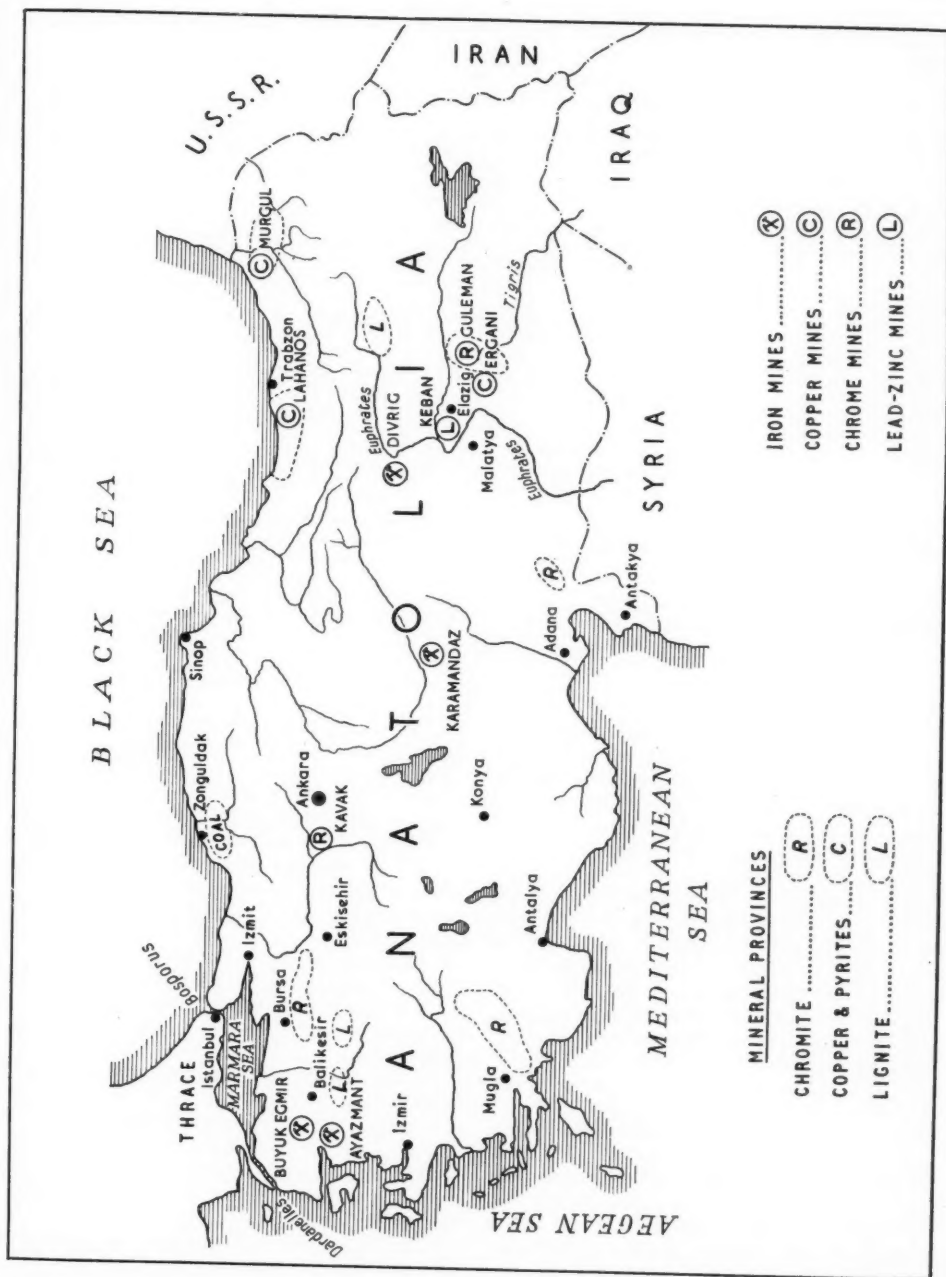 BLACK SEA
U.S.S.R.
IRAN
IRAQ
SYRIA
MEDITERRANEAN
SEA
AEGEAN SEA
Dardanelles
Bosporus
THRACE
Istanbul
MARMARA
SEA
Izmit
Bursa
R
BUYUK EGMIR
Balikesir
L
L
AYAZMANT
Izmir
Mugla
R
Antalya
Eskisehir
Zonguldak
COAL
Ankara
R
KAVAK
Konya
Sinop
KARAMANDAZ
Adana
R
Antakya
ANATOLIA
Trabzon
C
LAHANOS
C
MURGUL
Euphrates
L
DIVRIG
KEBAN
L
Elazig
R
GULEMAN
C
ERGANI
Malatya
Euphrates
Tigris
MINERAL PROVINCES
CHROMITE ............ R
COPPER & PYRITES..... C
LIGNITE.................. L
IRON MINES.........
COPPER MINES...... C
CHROME MINES...... R
LEAD-ZINC MINES..... L